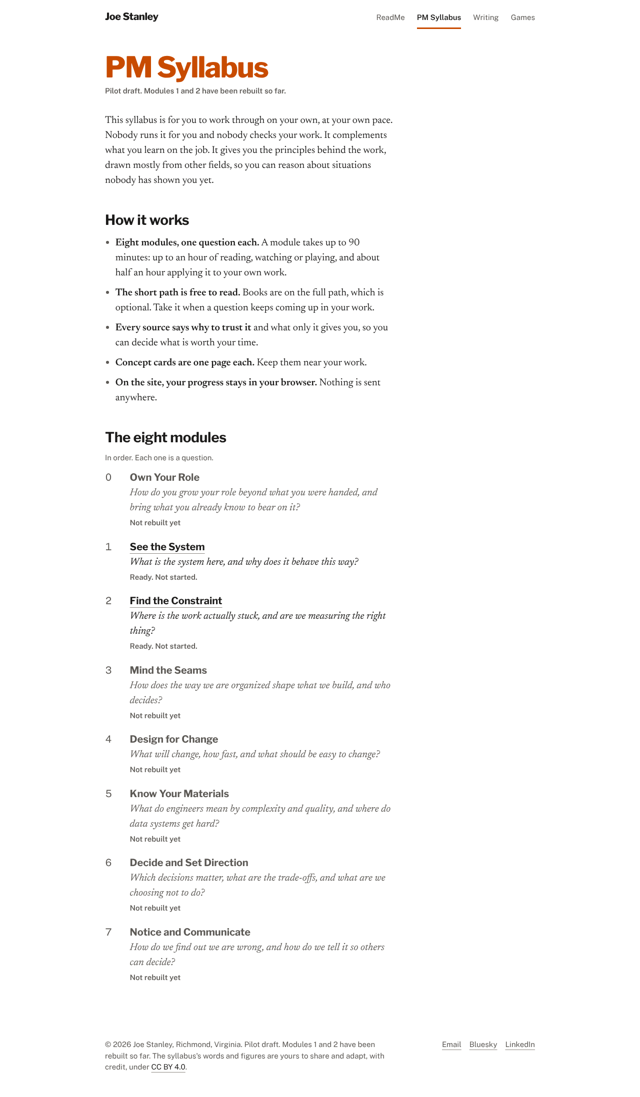 Joe Stanley
ReadMe PM Syllabus Writing Games
PM Syllabus
Pilot draft. Modules 1 and 2 have been rebuilt so far.
This syllabus is for you to work through on your own, at your own pace.
Nobody runs it for you and nobody checks your work. It complements
what you learn on the job. It gives you the principles behind the work,
drawn mostly from other fields, so you can reason about situations
nobody has shown you yet.
How it works
• Eight modules, one question each. A module takes up to 90
minutes: up to an hour of reading, watching or playing, and about
half an hour applying it to your own work.
• The short path is free to read. Books are on the full path, which is
optional. Take it when a question keeps coming up in your work.
• Every source says why to trust it and what only it gives you, so you
can decide what is worth your time.
• Concept cards are one page each. Keep them near your work.
• On the site, your progress stays in your browser. Nothing is sent
anywhere.
The eight modules
In order. Each one is a question.
0 Own Your Role
How do you grow your role beyond what you were handed, and
bring what you already know to bear on it?
Not rebuilt yet
1 See the System
What is the system here, and why does it behave this way?
Ready. Not started.
2 Find the Constraint
Where is the work actually stuck, and are we measuring the right
thing?
Ready. Not started.
3 Mind the Seams
How does the way we are organized shape what we build, and who
decides?
Not rebuilt yet
4 Design for Change
What will change, how fast, and what should be easy to change?
Not rebuilt yet
5 Know Your Materials
What do engineers mean by complexity and quality, and where do
data systems get hard?
Not rebuilt yet
6 Decide and Set Direction
Which decisions matter, what are the trade-offs, and what are we
choosing not to do?
Not rebuilt yet
7 Notice and Communicate
How do we find out we are wrong, and how do we tell it so others
can decide?
Not rebuilt yet
© 2026 Joe Stanley, Richmond, Virginia. Pilot draft. Modules 1 and 2 have been
rebuilt so far. The syllabus's words and figures are yours to share and adapt, with
credit, under CC BY 4.0.
Email Bluesky LinkedIn